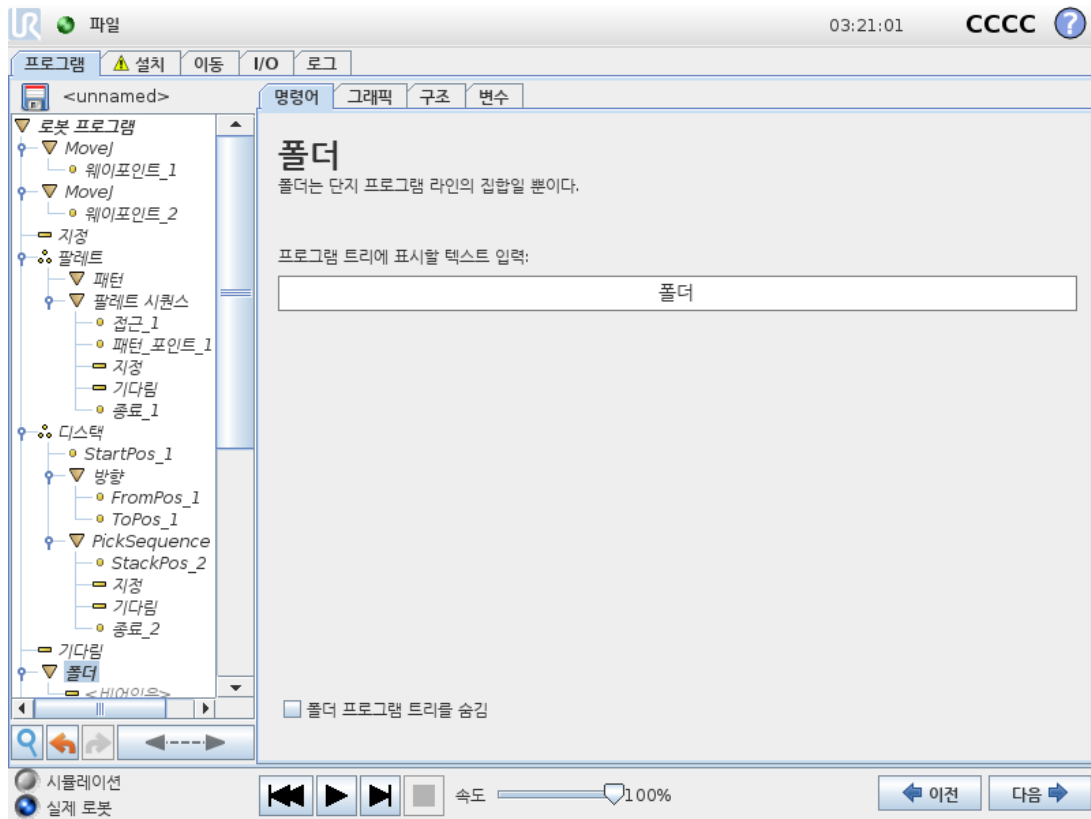 UR 파일 03:21:01 CCCC ?
프로그램 설치 이동 I/O 로그
<unnamed>
명령어 그래픽 구조 변수
로봇 프로그램
MoveJ
웨이포인트_1
MoveJ
웨이포인트_2
지정
팔레트
패턴
팔레트 시퀀스
접근_1
패턴_포인트_1
지정
기다림
종료_1
디스택
StartPos_1
방향
FromPos_1
ToPos_1
PickSequence
StackPos_2
지정
기다림
종료_2
기다림
폴더
<비어있음>
폴더
폴더는 단지 프로그램 라인의 집합일 뿐이다.
프로그램 트리에 표시할 텍스트 입력:
폴더
폴더 프로그램 트리를 숨김
시뮬레이션
실제 로봇
속도 100%
이전 다음